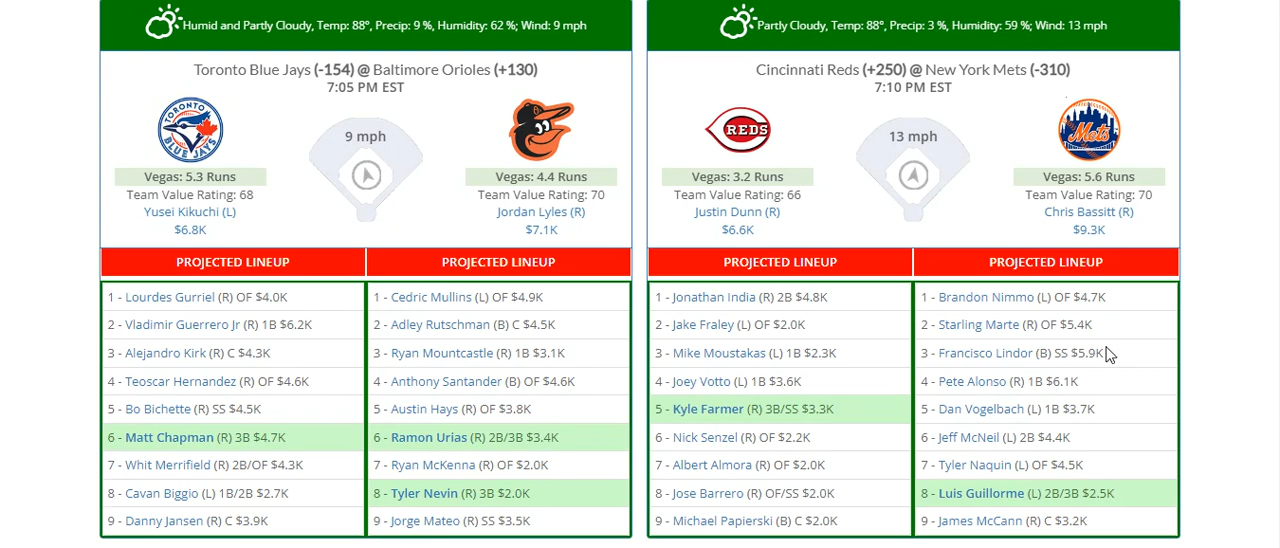 Humid and Partly Cloudy, Temp: 88°, Precip: 9 %, Humidity: 62 %; Wind: 9 mph
Toronto Blue Jays (-154) @ Baltimore Orioles (+130)
7:05 PM EST
TORONTO
BLUE JAYS
9 mph
Vegas: 5.3 Runs
Team Value Rating: 68
Yusei Kikuchi (L)
$6.8K
Vegas: 4.4 Runs
Team Value Rating: 70
Jordan Lyles (R)
$7.1K
PROJECTED LINEUP
1 - Lourdes Gurriel (R) OF $4.0K
2 - Vladimir Guerrero Jr (R) 1B $6.2K
3 - Alejandro Kirk (R) C $4.3K
4 - Teoscar Hernandez (R) OF $4.6K
5 - Bo Bichette (R) SS $4.5K
6 - Matt Chapman (R) 3B $4.7K
7 - Whit Merrifield (R) 2B/OF $4.3K
8 - Cavan Biggio (L) 1B/2B $2.7K
9 - Danny Jansen (R) C $3.9K
PROJECTED LINEUP
1 - Cedric Mullins (L) OF $4.9K
2 - Adley Rutschman (B) C $4.5K
3 - Ryan Mountcastle (R) 1B $3.1K
4 - Anthony Santander (B) OF $4.6K
5 - Austin Hays (R) OF $3.8K
6 - Ramon Urias (R) 2B/3B $3.4K
7 - Ryan McKenna (R) OF $2.0K
8 - Tyler Nevin (R) 3B $2.0K
9 - Jorge Mateo (R) SS $3.5K
Partly Cloudy, Temp: 88°, Precip: 3 %, Humidity: 59 %; Wind: 13 mph
Cincinnati Reds (+250) @ New York Mets (-310)
7:10 PM EST
REDS
13 mph
Mets
Vegas: 3.2 Runs
Team Value Rating: 66
Justin Dunn (R)
$6.6K
Vegas: 5.6 Runs
Team Value Rating: 70
Chris Bassitt (R)
$9.3K
PROJECTED LINEUP
1 - Jonathan India (R) 2B $4.8K
2 - Jake Fraley (L) OF $2.0K
3 - Mike Moustakas (L) 1B $2.3K
4 - Joey Votto (L) 1B $3.6K
5 - Kyle Farmer (R) 3B/SS $3.3K
6 - Nick Senzel (R) OF $2.2K
7 - Albert Almora (R) OF $2.0K
8 - Jose Barrero (R) OF/SS $2.0K
9 - Michael Papierski (B) C $2.0K
PROJECTED LINEUP
1 - Brandon Nimmo (L) OF $4.7K
2 - Starling Marte (R) OF $5.4K
3 - Francisco Lindor (B) SS $5.9K
4 - Pete Alonso (R) 1B $6.1K
5 - Dan Vogelbach (L) 1B $3.7K
6 - Jeff McNeil (L) 2B $4.4K
7 - Tyler Naquin (L) OF $4.5K
8 - Luis Guillorme (L) 2B/3B $2.5K
9 - James McCann (R) C $3.2K